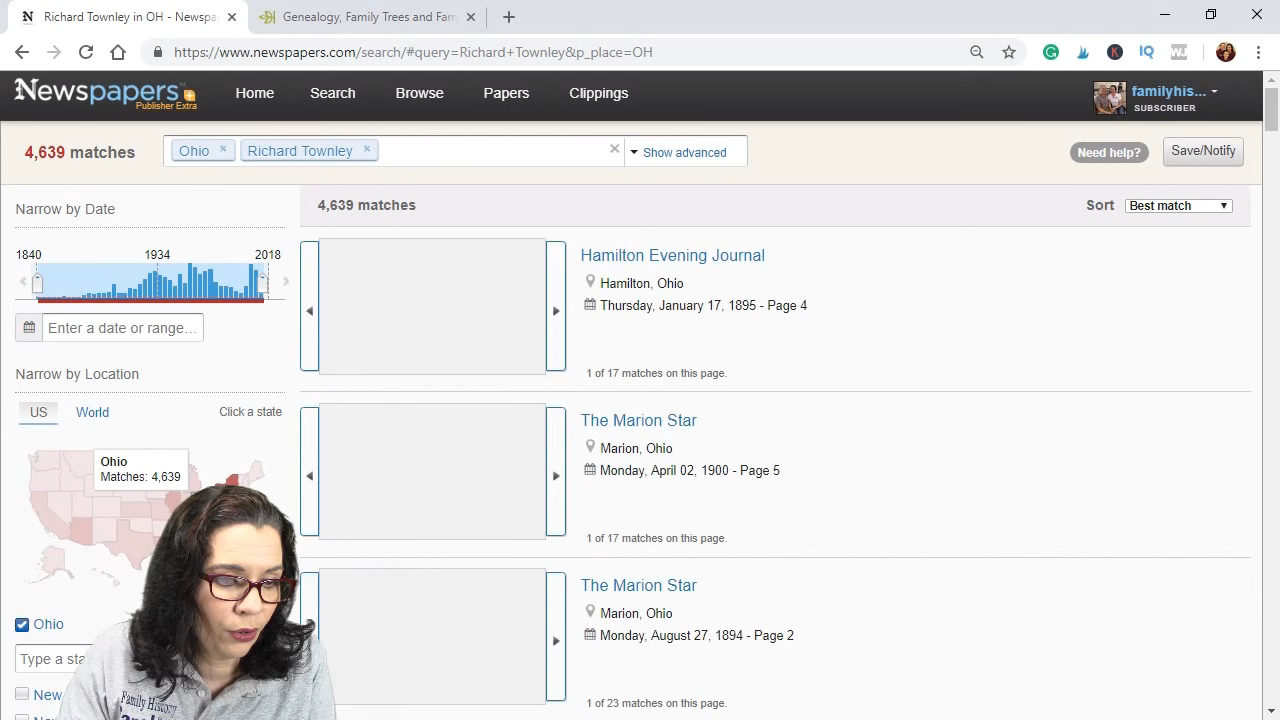 Richard Townley in OH - Newspa
Genealogy, Family Trees and Fam
https://www.newspapers.com/search/#query=Richard+Townley&p_place=OH
Newspapers
Publisher Extra
Home
Search
Browse
Papers
Clippings
familyhis...
SUBSCRIBER
4,639 matches
Ohio
Richard Townley
Show advanced
Need help?
Save/Notify
Narrow by Date
4,639 matches
Sort
Best match
1840
1934
2018
Enter a date or range...
Narrow by Location
US
World
Click a state
Ohio
Matches: 4,639
Ohio
Type a sta
New
Hamilton Evening Journal
Hamilton, Ohio
Thursday, January 17, 1895 - Page 4
1 of 17 matches on this page.
The Marion Star
Marion, Ohio
Monday, April 02, 1900 - Page 5
1 of 17 matches on this page.
The Marion Star
Marion, Ohio
Monday, August 27, 1894 - Page 2
1 of 23 matches on this page.
Family History